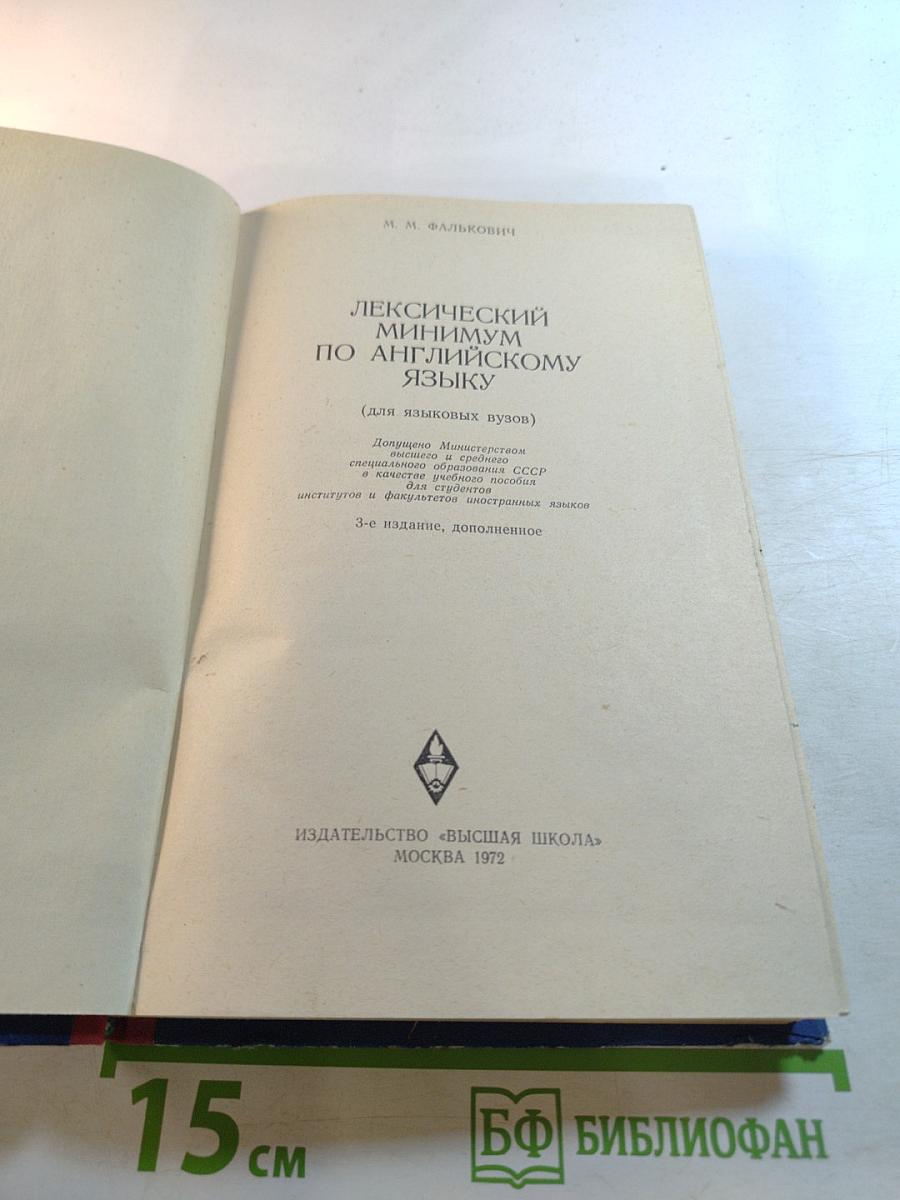 М. М. ФАЛЬКОВИЧ
ЛЕКСИЧЕСКИЙ
МИНИМУМ
ПО АНГЛИЙСКОМУ
ЯЗЫКУ
(для языковых вузов)
Допущено Министерством
высшего и среднего
специального образования СССР
в качестве учебного пособия
для студентов
институтов и факультетов иностранных языков
3-е издание, дополненное
ИЗДАТЕЛЬСТВО «ВЫСШАЯ ШКОЛА»
МОСКВА 1972
15 см
БФ БИБЛИОФАН